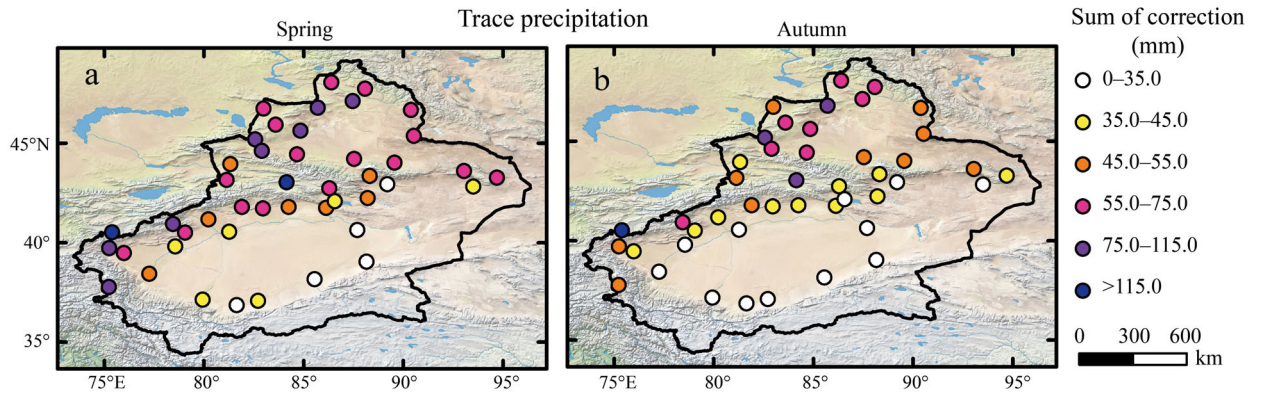 Trace precipitation
Spring
Autumn
a
b
45°N
40°
35°
75°E
80°
85°
90°
95°
75°E
80°
85°
90°
95°
Sum of correction
(mm)
0–35.0
35.0–45.0
45.0–55.0
55.0–75.0
75.0–115.0
>115.0
0 300 600
km